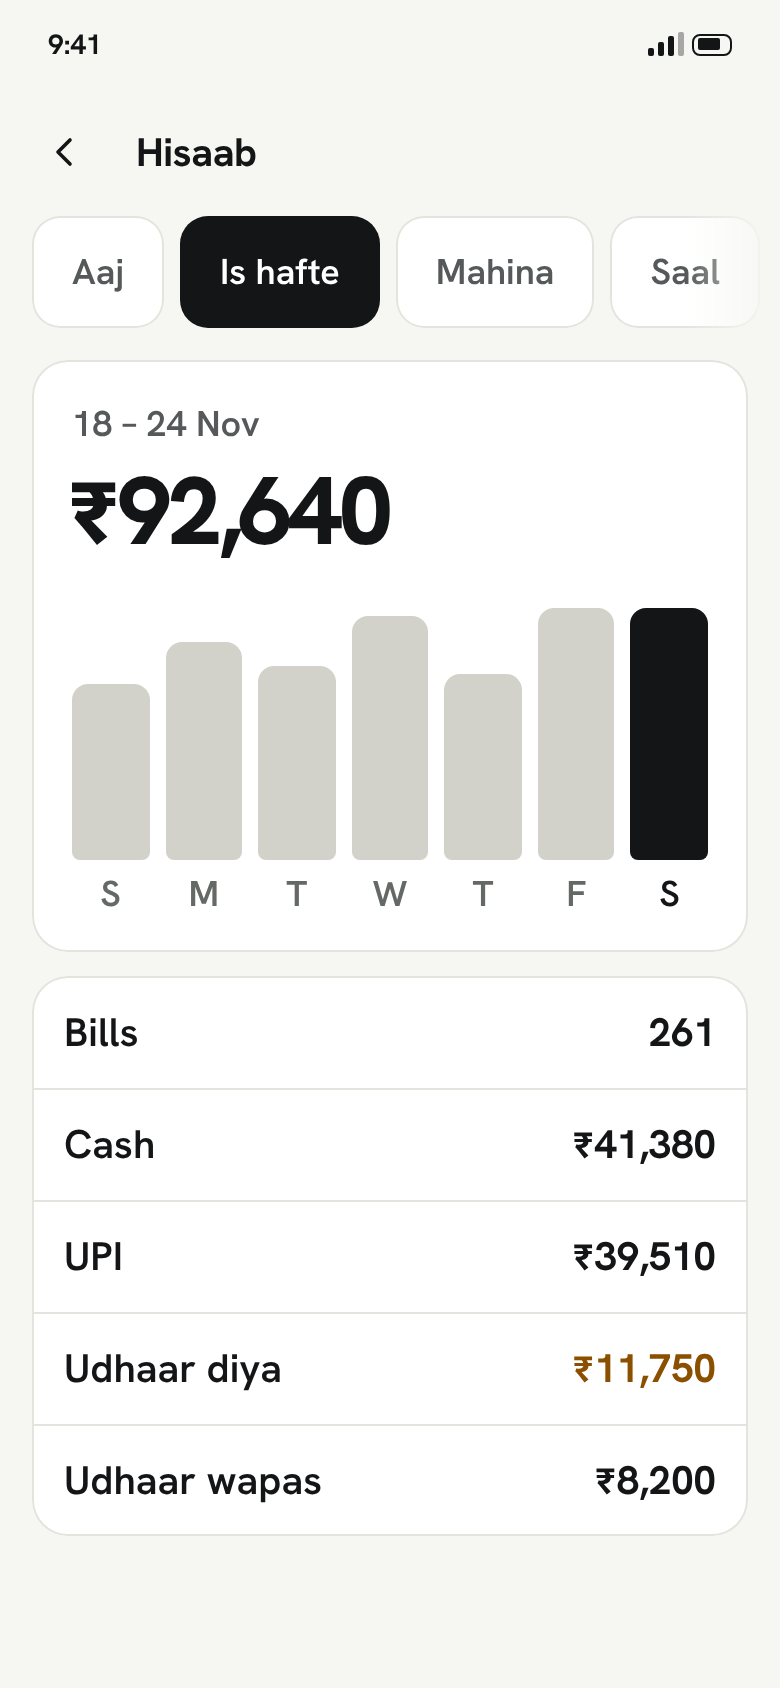 9:41
Hisaab
Aaj Is hafte Mahina Saal
18 – 24 Nov
₹92,640
S M T W T F S
Bills 261
Cash ₹41,380
UPI ₹39,510
Udhaar diya ₹11,750
Udhaar wapas ₹8,200